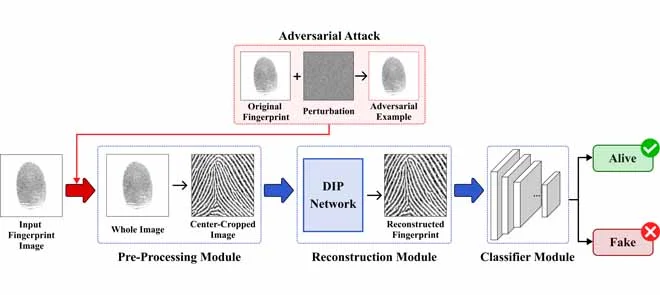 Adversarial Attack
Original
Fingerprint
+
Perturbation
Adversarial
Example
Input
Fingerprint
Image
Whole Image
Center-Cropped
Image
Pre-Processing Module
DIP
Network
Reconstructed
Fingerprint
Reconstruction Module
...
Classifier Module
Alive
Fake